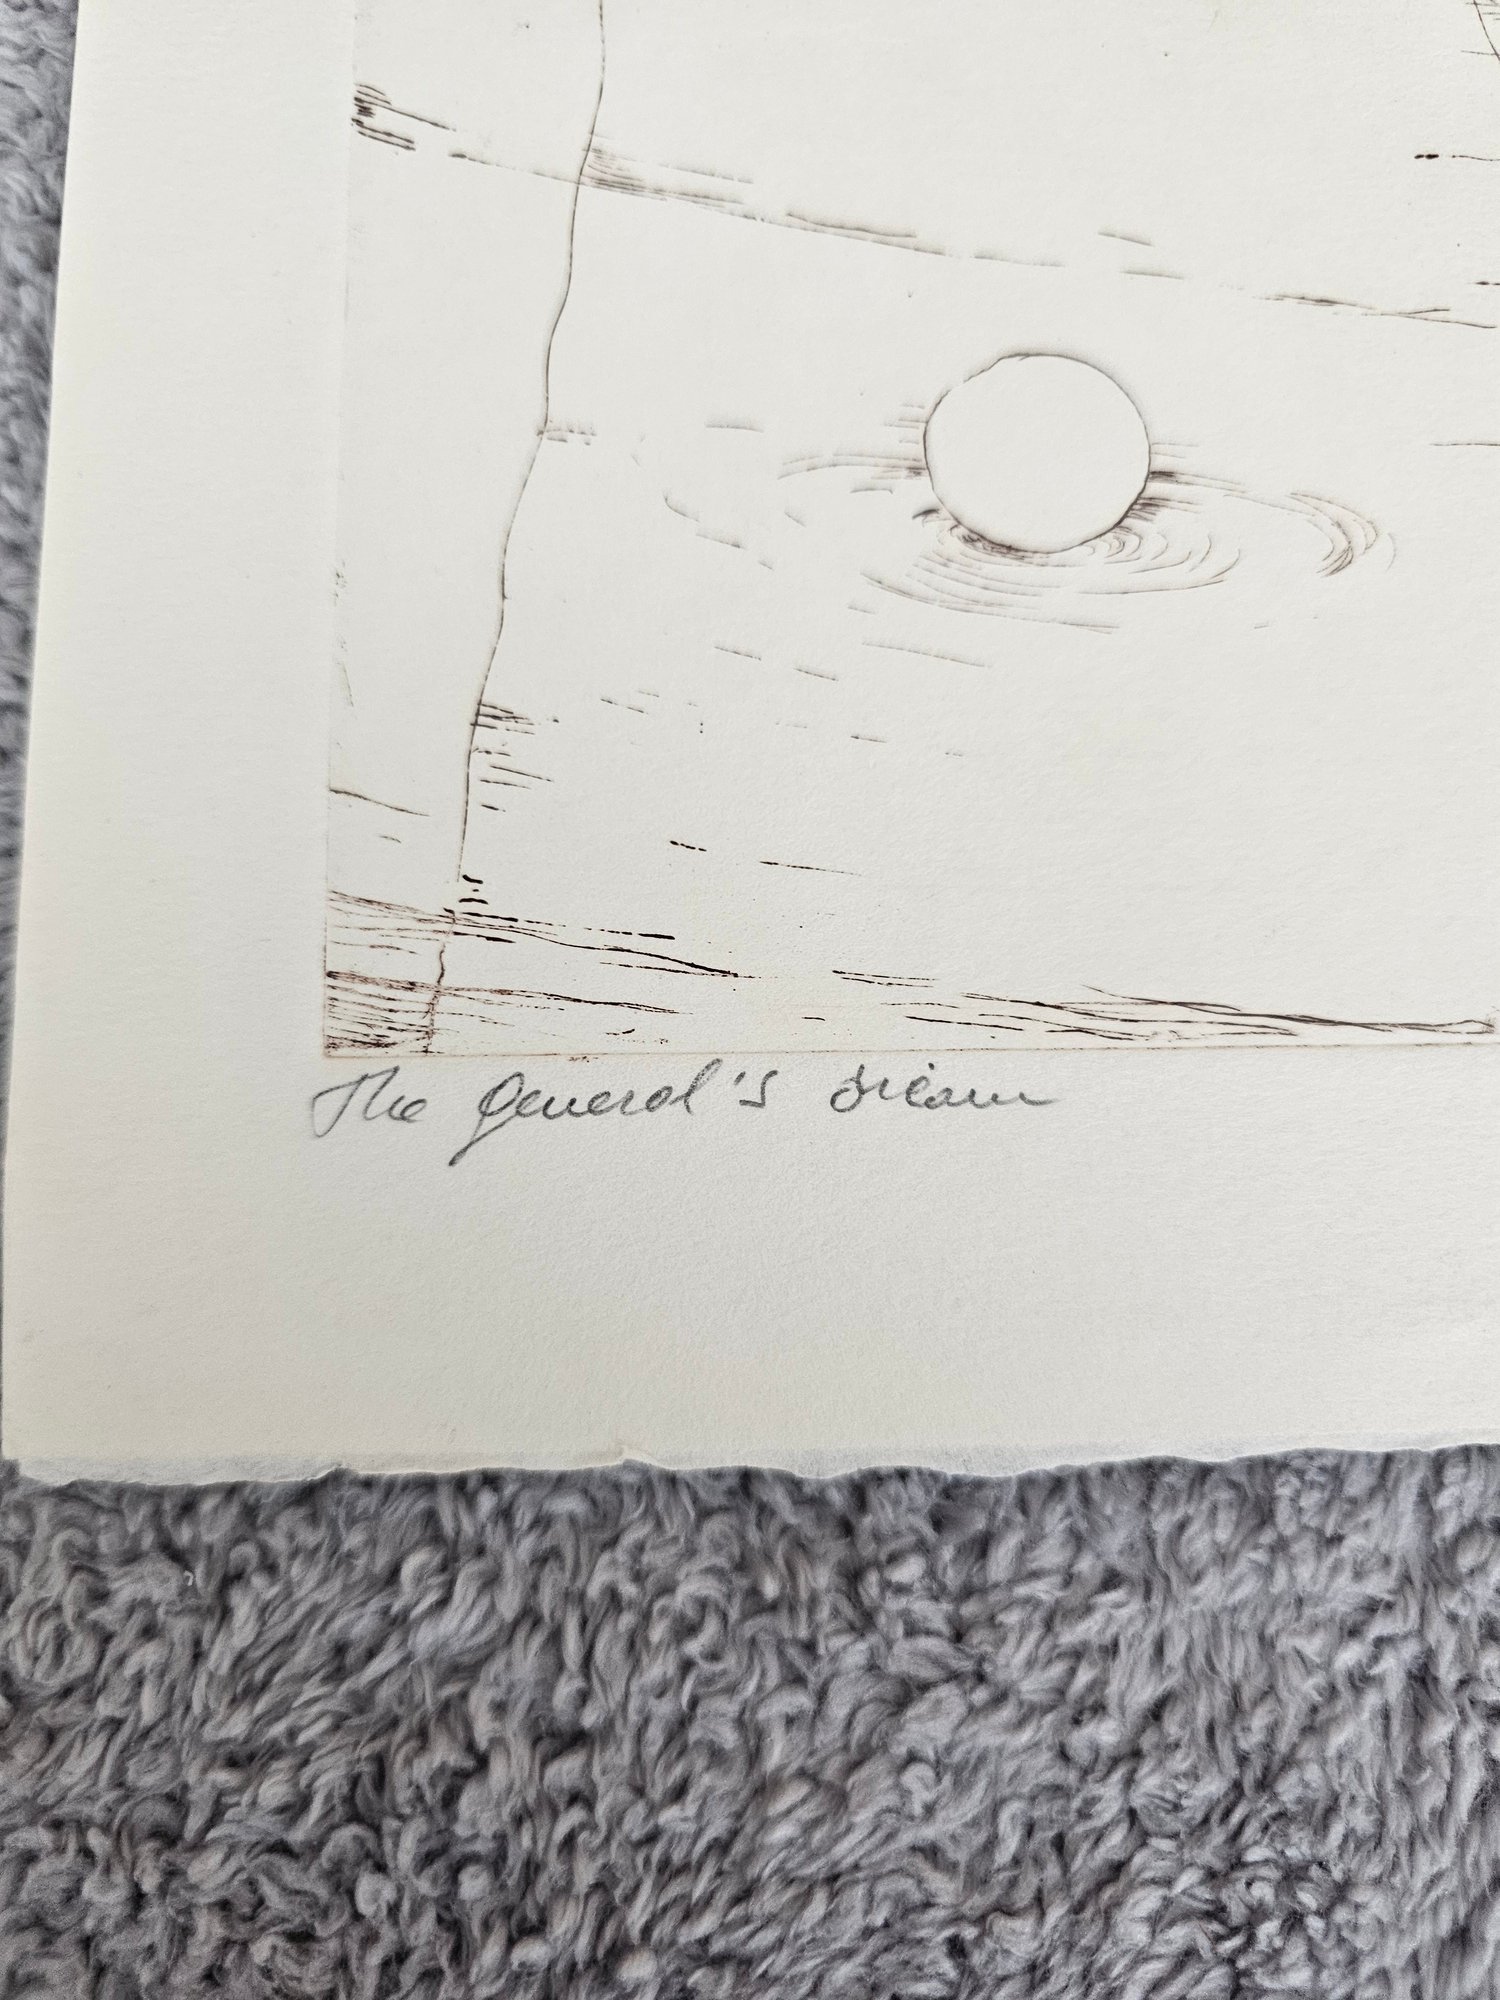 The general's dream